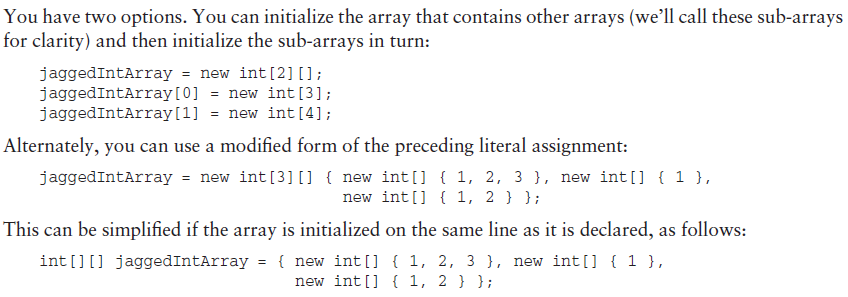 You have two options. You can initialize the array that contains other arrays (we’ll call these sub-arrays
for clarity) and then initialize the sub-arrays in turn:
jaggedIntArray = new int[2][];
jaggedIntArray[0] = new int[3];
jaggedIntArray[1] = new int[4];
Alternately, you can use a modified form of the preceding literal assignment:
jaggedIntArray = new int[3][] { new int[] { 1, 2, 3 }, new int[] { 1 },
new int[] { 1, 2 } };
This can be simplified if the array is initialized on the same line as it is declared, as follows:
int[][] jaggedIntArray = { new int[] { 1, 2, 3 }, new int[] { 1 },
new int[] { 1, 2 } };